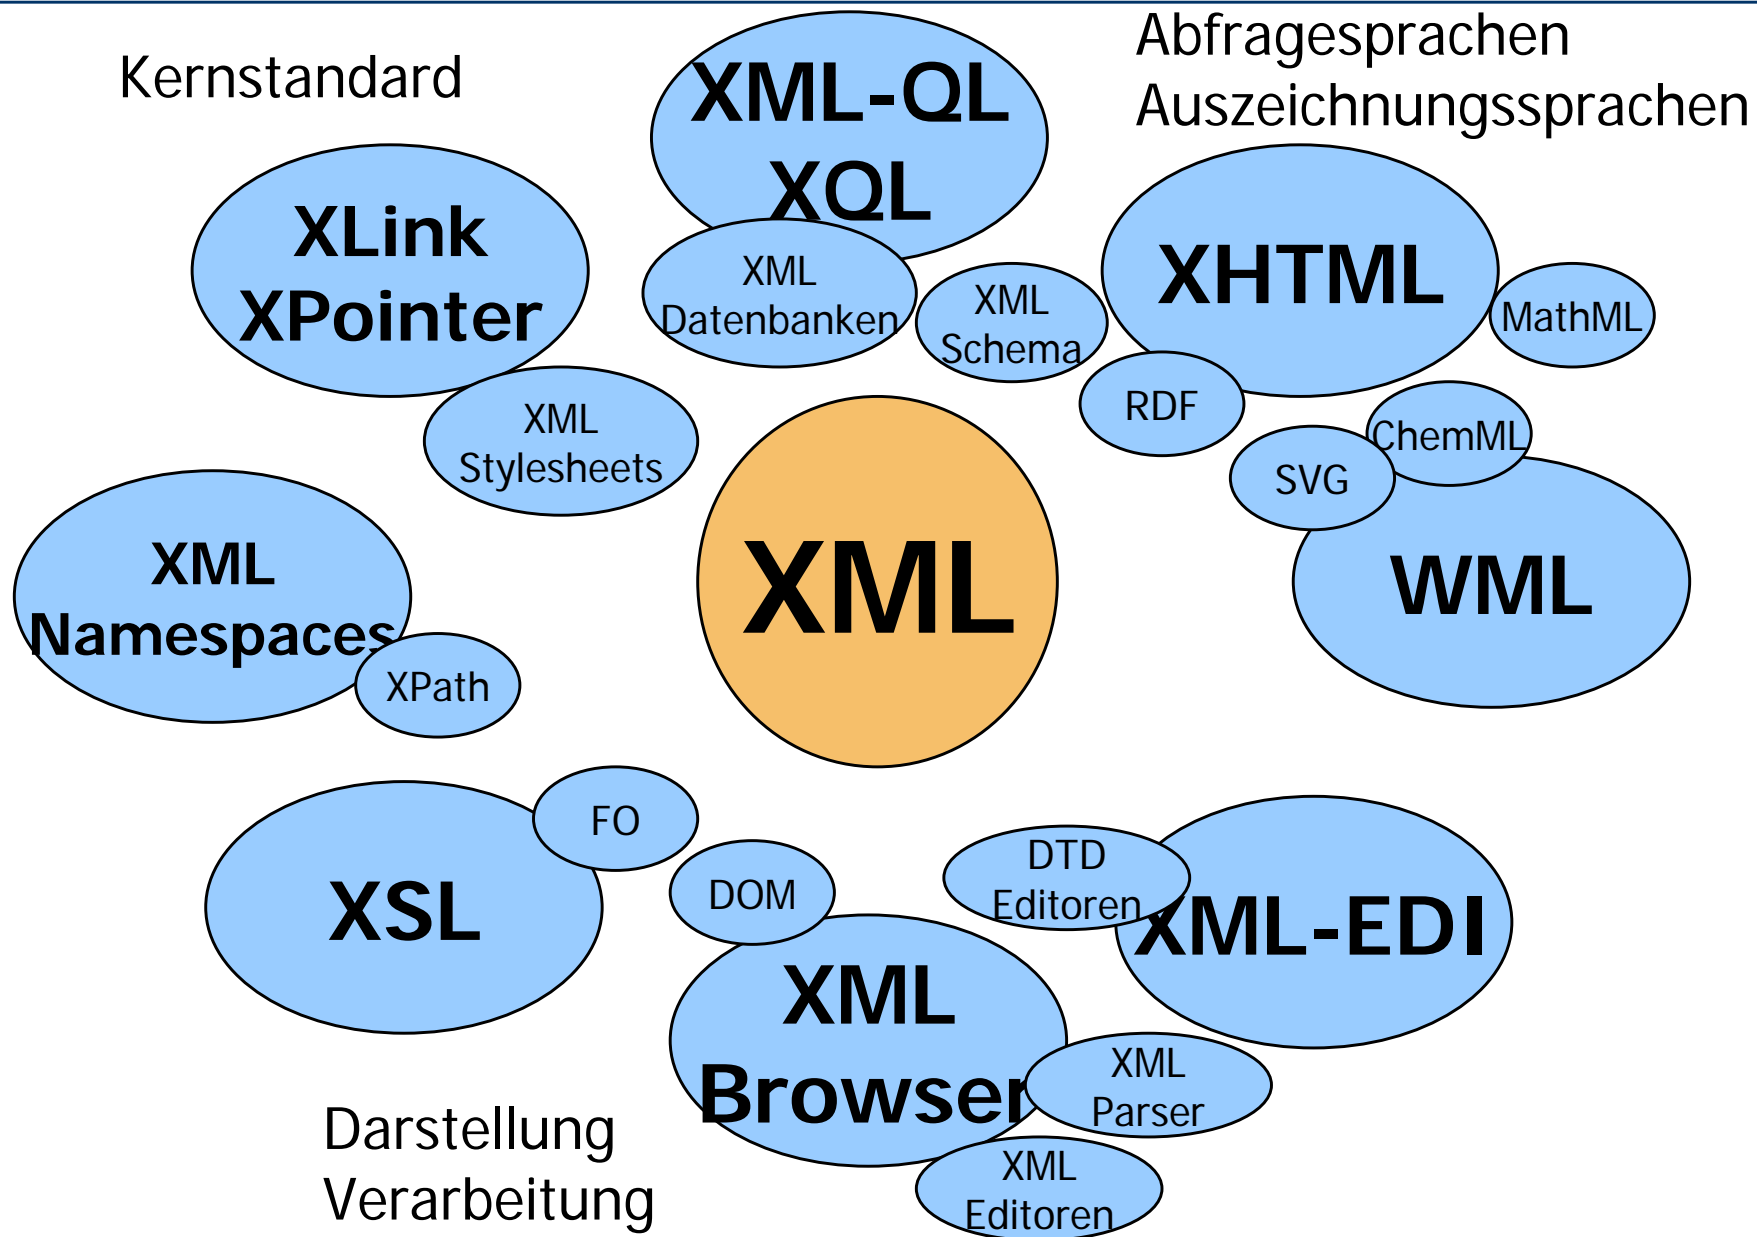 Kernstandard
Abfragesprachen
Auszeichnungssprachen
XML-QL
XQL
XLink
XPointer
XML
Datenbanken
XML
Schema
XHTML
MathML
RDF
ChemML
SVG
XML
Stylesheets
XML
Namespaces
XPath
XML
WML
FO
XSL
DOM
DTD
Editoren
XML-EDI
XML
Browser
XML
Parser
XML
Editoren
Darstellung
Verarbeitung